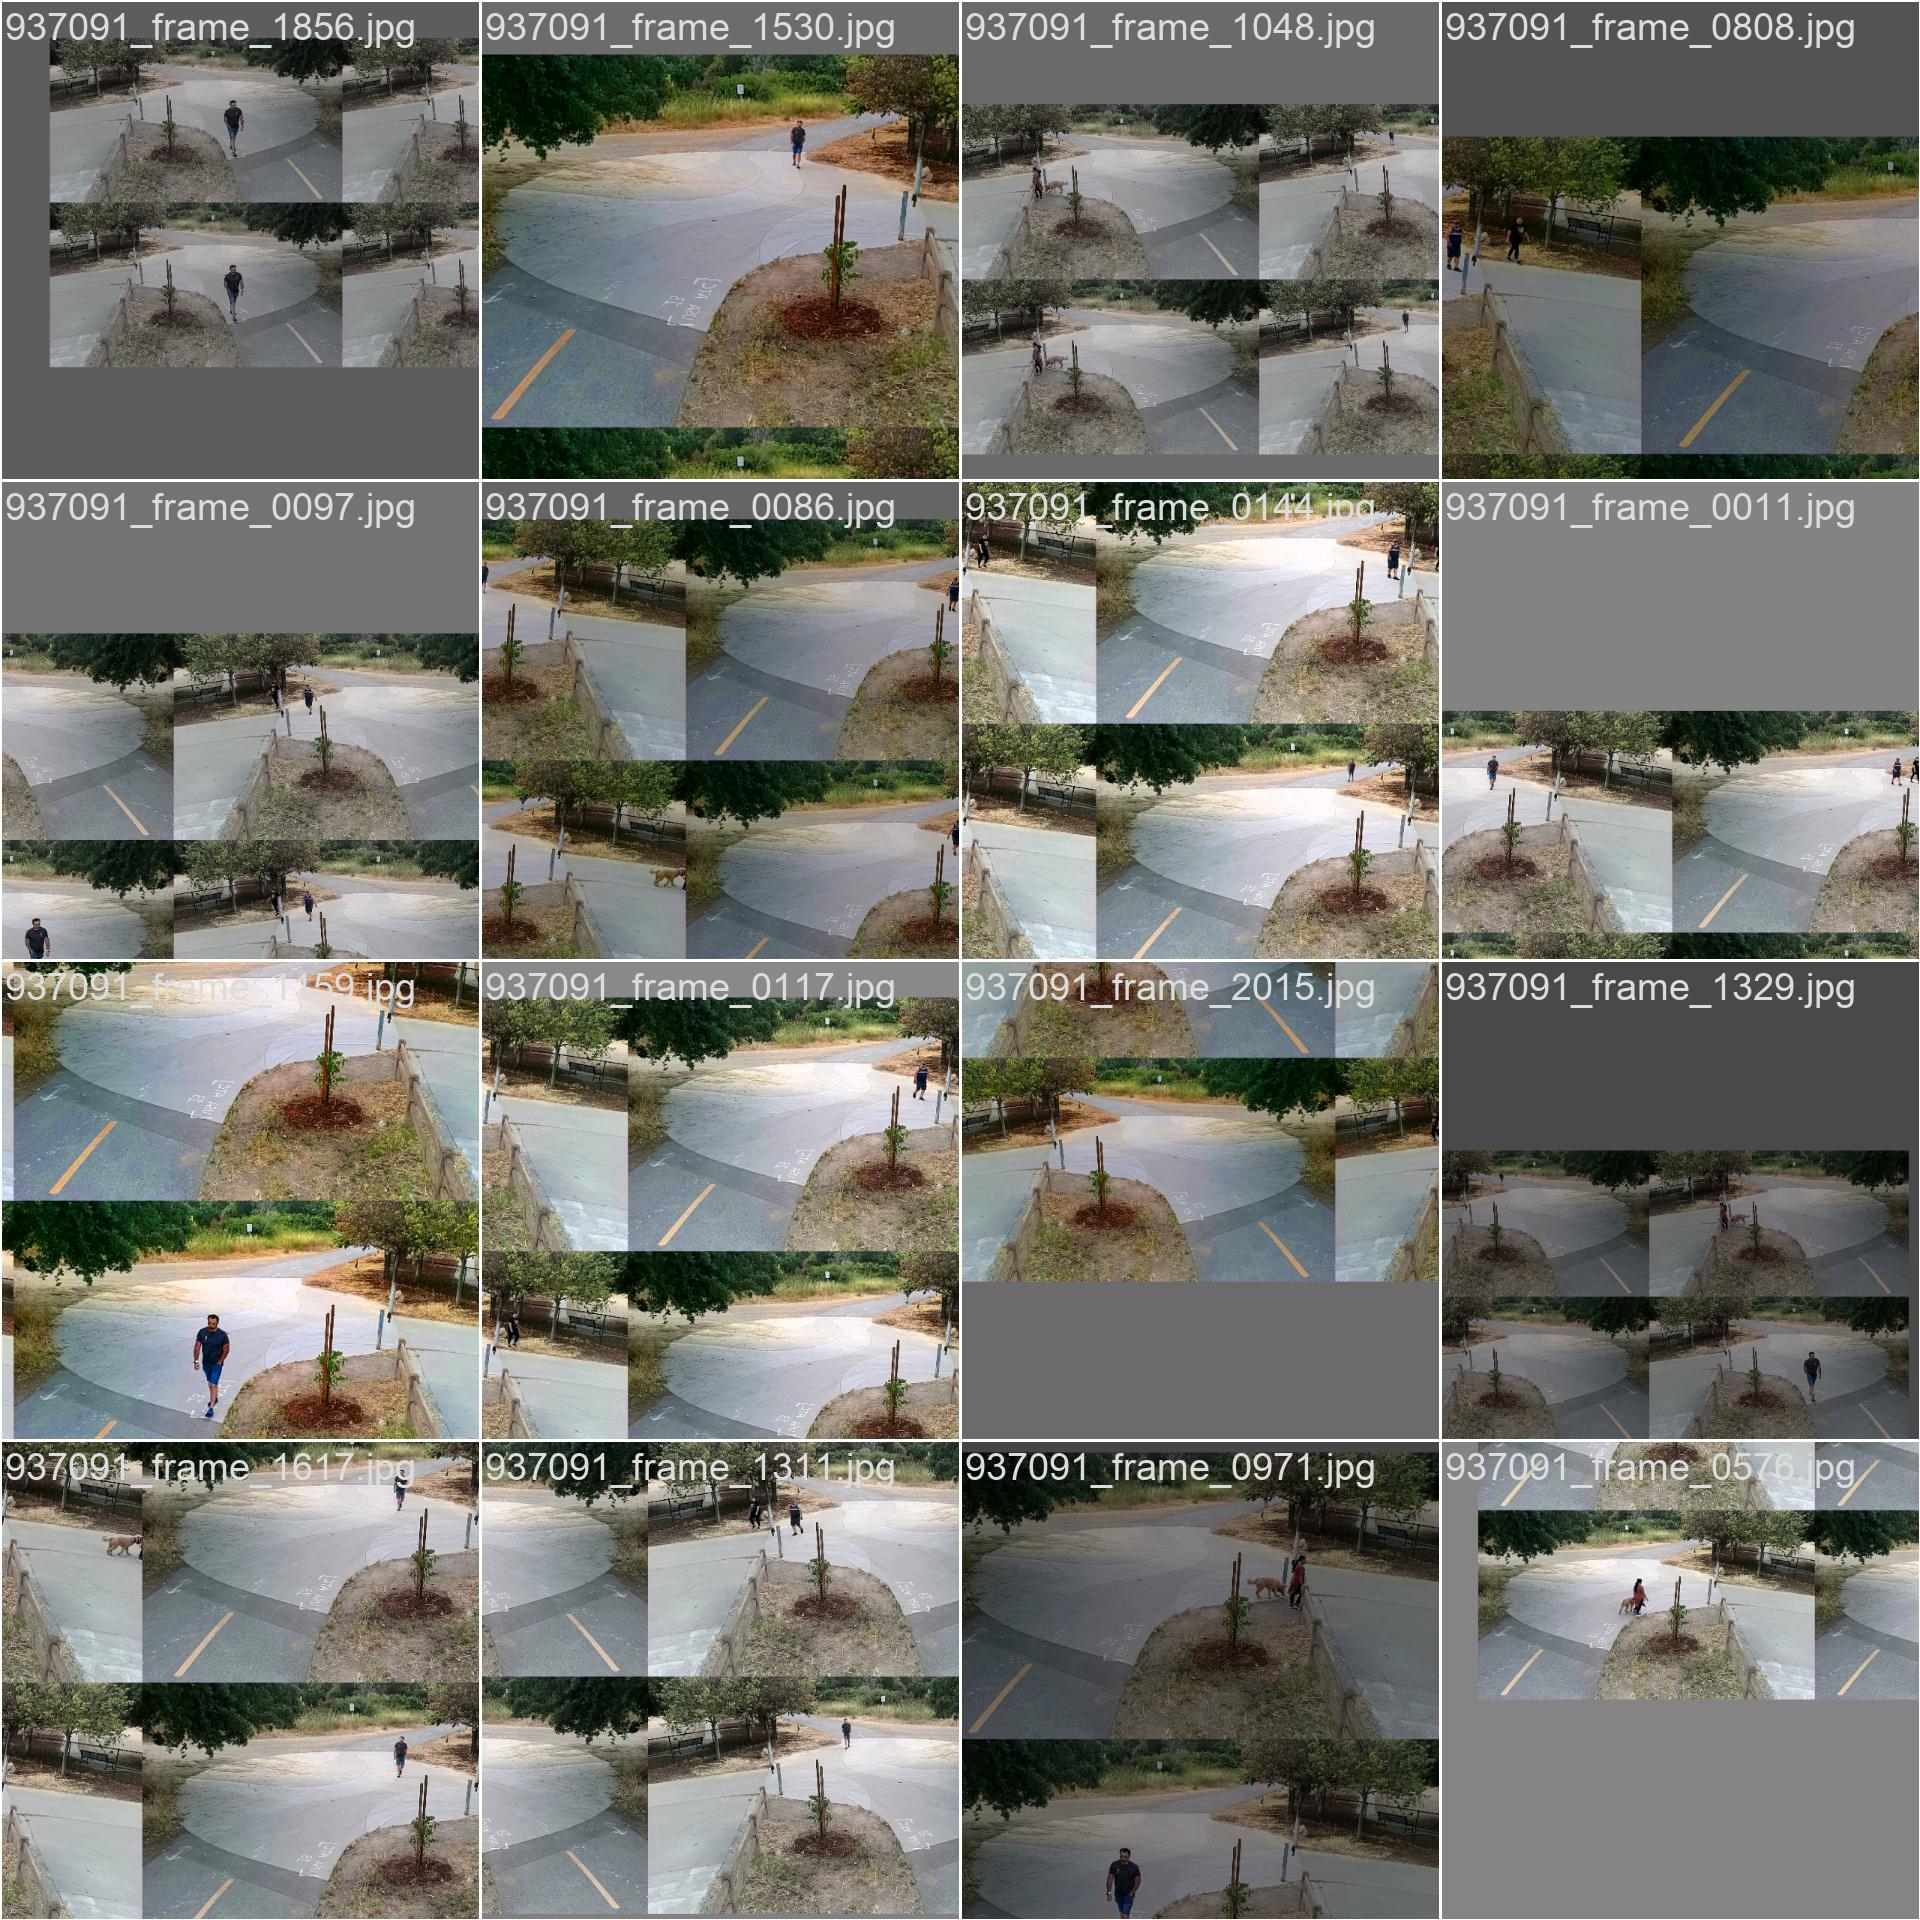 937091_frame_1856.jpg
937091_frame_1530.jpg
937091_frame_1048.jpg
937091_frame_0808.jpg
937091_frame_0097.jpg
937091_frame_0086.jpg
937091_frame_0144.jpg
937091_frame_0011.jpg
937091_frame_1159.jpg
937091_frame_0117.jpg
937091_frame_2015.jpg
937091_frame_1329.jpg
937091_frame_1617.jpg
937091_frame_1311.jpg
937091_frame_0971.jpg
937091_frame_0576.jpg